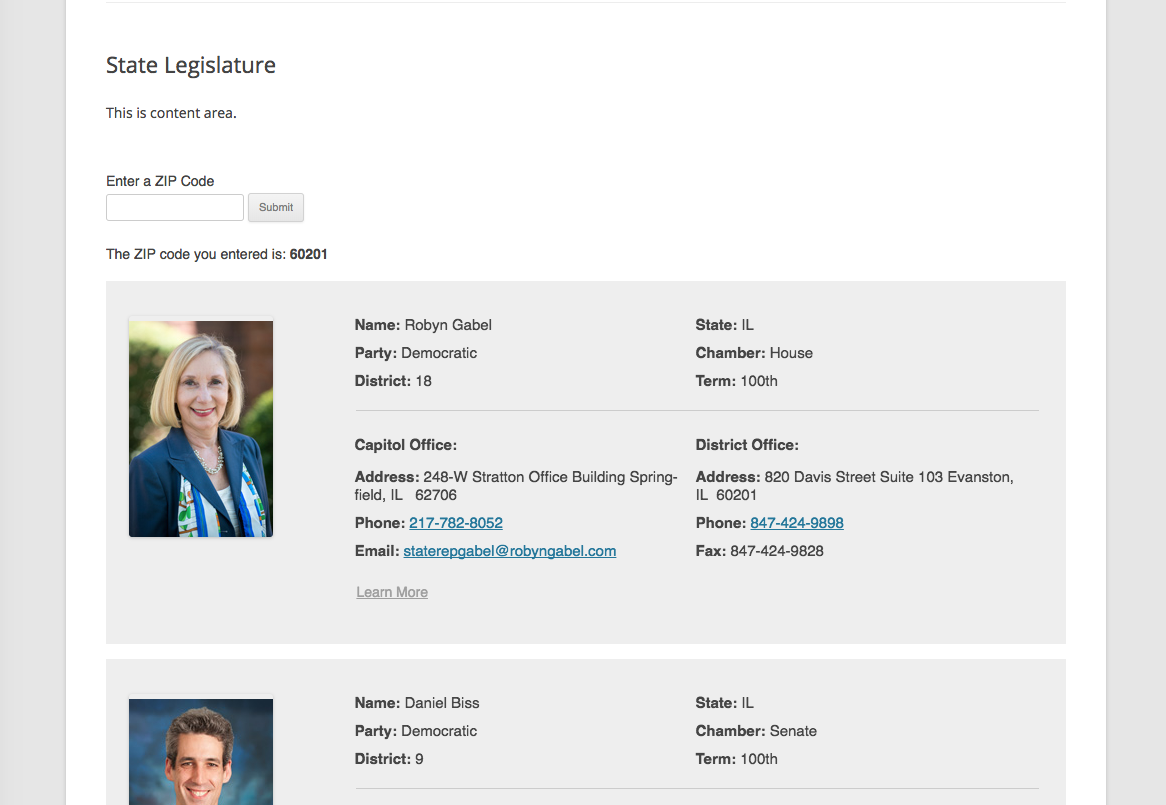 State Legislature
This is content area.
Enter a ZIP Code
Submit
The ZIP code you entered is: 60201
Name: Robyn Gabel
State: IL
Party: Democratic
Chamber: House
District: 18
Term: 100th
Capitol Office:
Address: 248-W Stratton Office Building Spring-
field, IL 62706
Phone: 217-782-8052
Email: staterepgabel@robyngabel.com
District Office:
Address: 820 Davis Street Suite 103 Evanston,
IL 60201
Phone: 847-424-9898
Fax: 847-424-9828
Learn More
Name: Daniel Biss
State: IL
Party: Democratic
Chamber: Senate
District: 9
Term: 100th